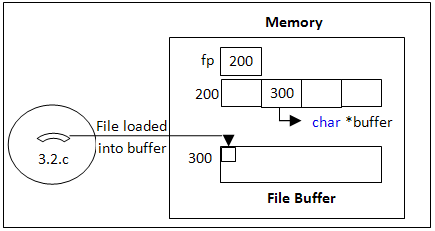 Memory
fp 200
200 300
char *buffer
File loaded
into buffer
3.2.c
300
File Buffer